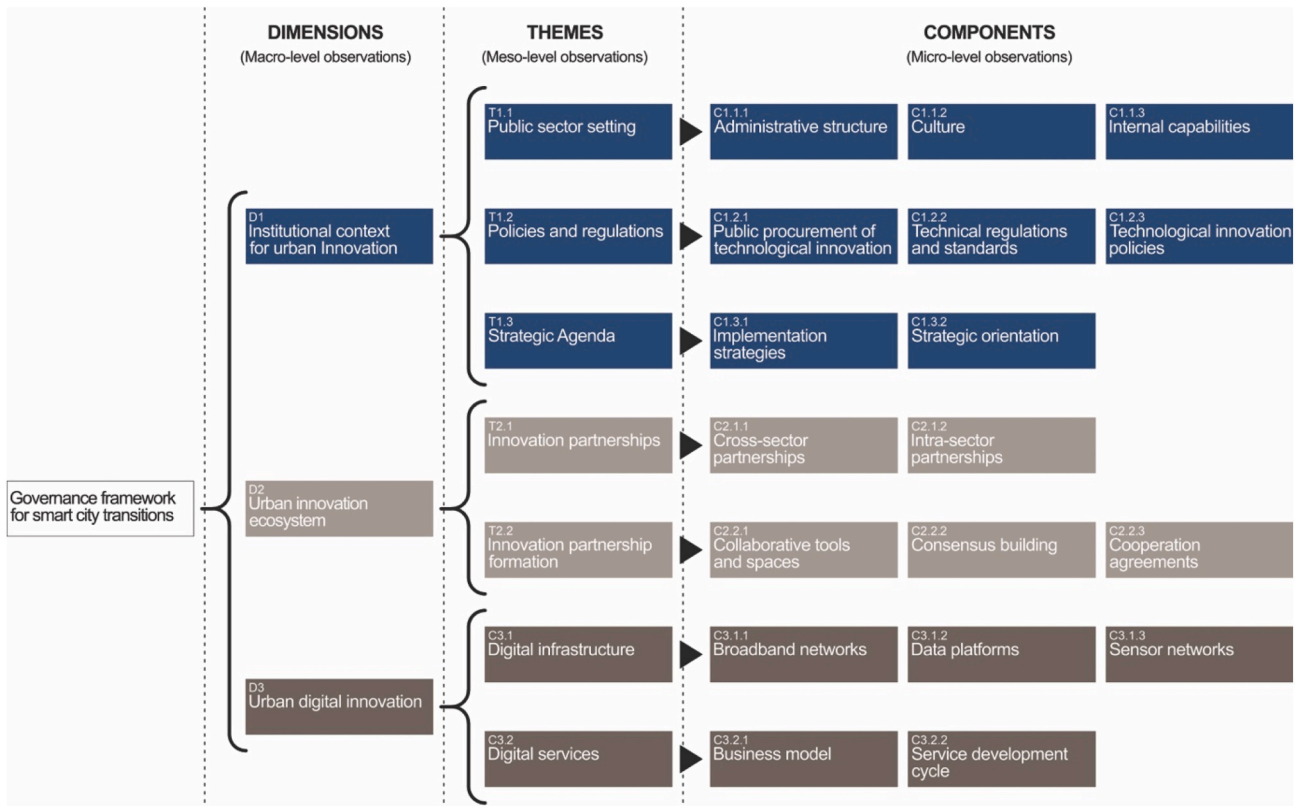 DIMENSIONS
(Macro-level observations)
THEMES
(Meso-level observations)
COMPONENTS
(Micro-level observations)
T1.1
Public sector setting
C1.1.1
Administrative structure
C1.1.2
Culture
C1.1.3
Internal capabilities
D1
Institutional context
for urban Innovation
T1.2
Policies and regulations
C1.2.1
Public procurement of
technological innovation
C1.2.2
Technical regulations
and standards
C1.2.3
Technological innovation
policies
T1.3
Strategic Agenda
C1.3.1
Implementation
strategies
C1.3.2
Strategic orientation
T2.1
Innovation partnerships
C2.1.1
Cross-sector
partnerships
C2.1.2
Intra-sector
partnerships
Governance framework
for smart city transitions
D2
Urban innovation
ecosystem
T2.2
Innovation partnership
formation
C2.2.1
Collaborative tools
and spaces
C2.2.2
Consensus building
C2.2.3
Cooperation
agreements
C3.1
Digital infrastructure
C3.1.1
Broadband networks
C3.1.2
Data platforms
C3.1.3
Sensor networks
D3
Urban digital innovation
C3.2
Digital services
C3.2.1
Business model
C3.2.2
Service development
cycle